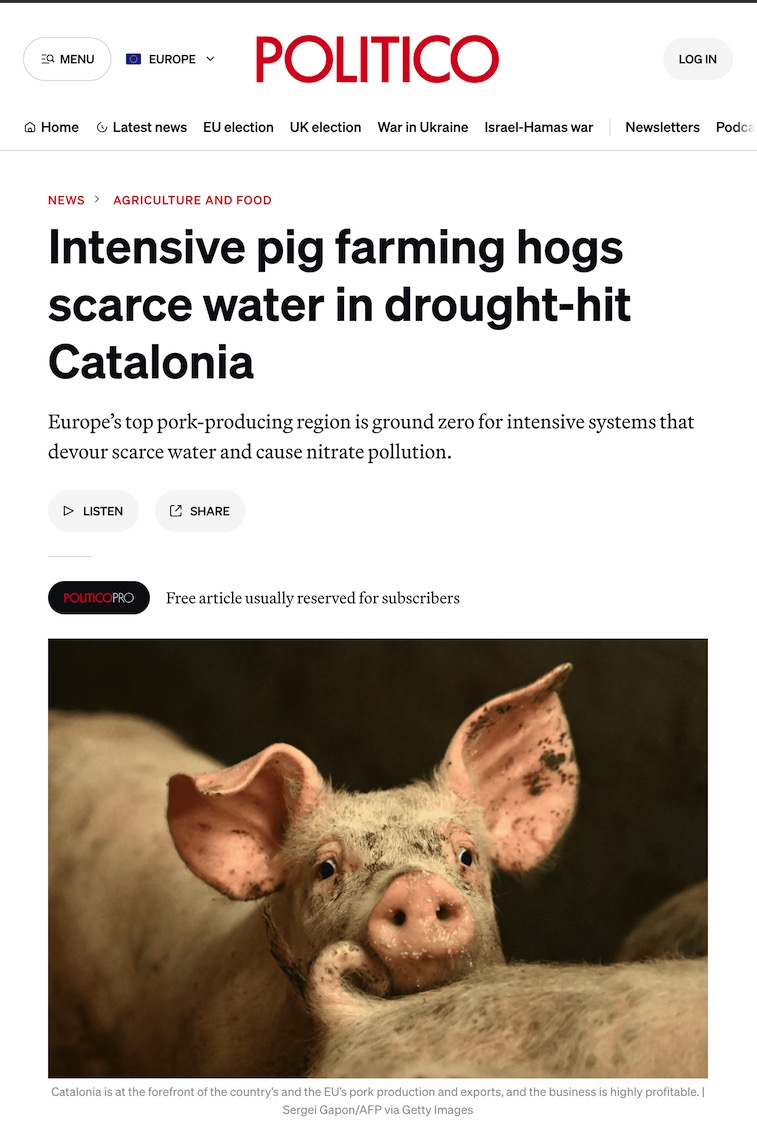 MENU
EUROPE
POLITICO
LOG IN
Home
Latest news
EU election
UK election
War in Ukraine
Israel-Hamas war
Newsletters
Podca
NEWS > AGRICULTURE AND FOOD
Intensive pig farming hogs
scarce water in drought-hit
Catalonia
Europe’s top pork-producing region is ground zero for intensive systems that
devour scarce water and cause nitrate pollution.
LISTEN
SHARE
POLITICOPRO
Free article usually reserved for subscribers
Catalonia is at the forefront of the country’s and the EU’s pork production and exports, and the business is highly profitable. |
Sergei Gapon/AFP via Getty Images